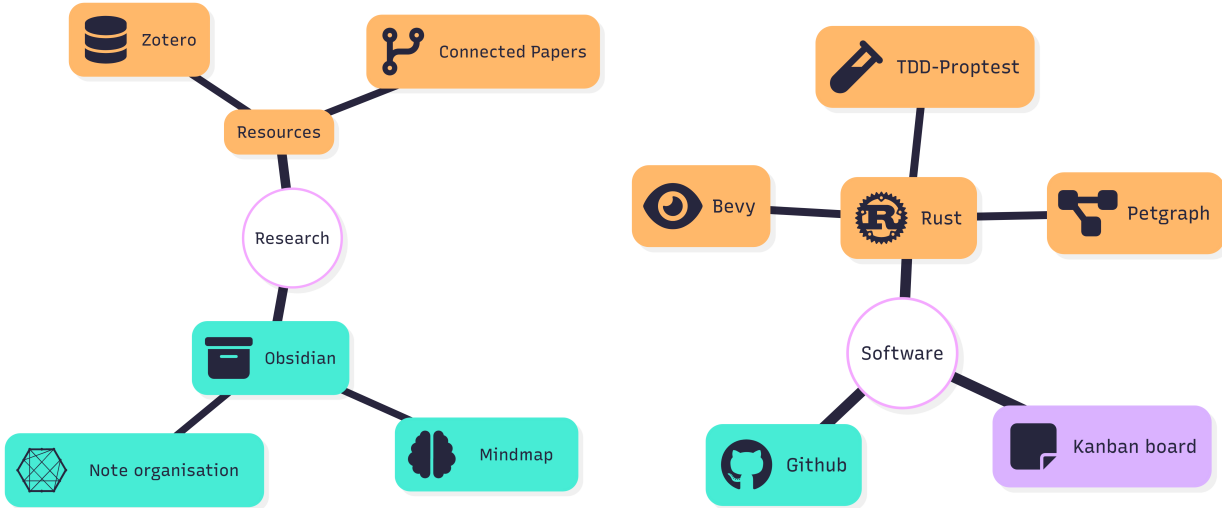 Zotero
Connected Papers
Resources
Research
Obsidian
Note organisation
Mindmap
TDD-Proptest
Bevy
Rust
Petgraph
Software
Github
Kanban board